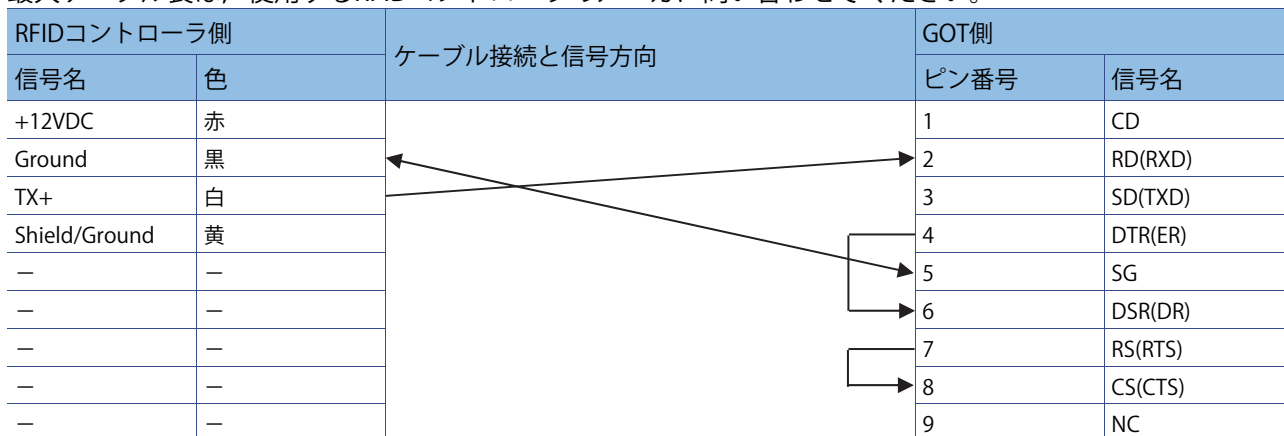 RFIDコントローラ側 ケーブル接続と信号方向 GOT側
信号名 色 ピン番号 信号名
+12VDC 赤 1 CD
Ground 黒 2 RD(RXD)
TX+ 白 3 SD(TXD)
Shield/Ground 黄 4 DTR(ER)
— — 5 SG
— — 6 DSR(DR)
— — 7 RS(RTS)
— — 8 CS(CTS)
— — 9 NC